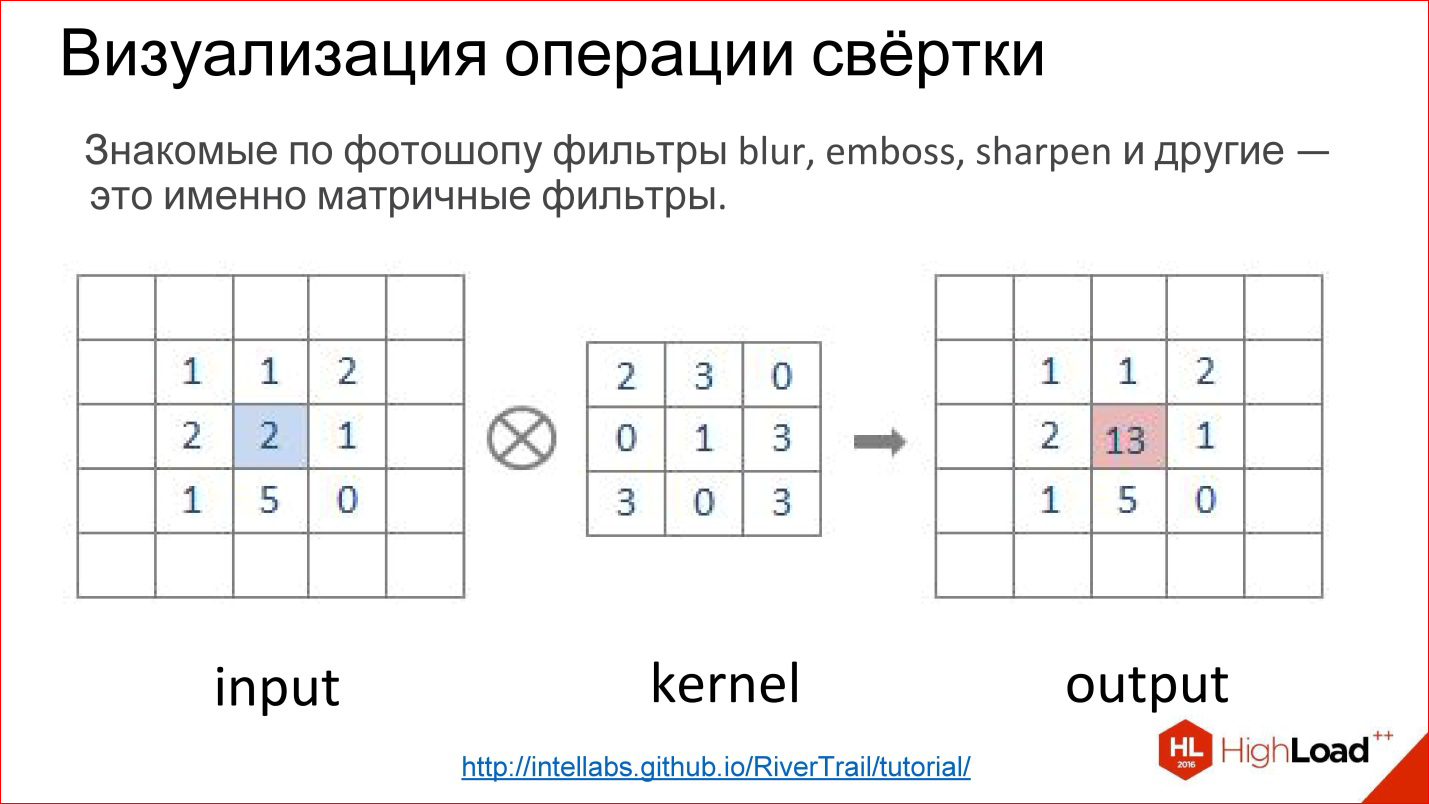 Визуализация операции свёртки
Знакомые по фотошопу фильтры blur, emboss, sharpen и другие —
это именно матричные фильтры.
1 1 2
2 2 1
1 5 0
2 3 0
0 1 3
3 0 3
1 1 2
2 13 1
1 5 0
input
kernel
output
http://intellabs.github.io/RiverTrail/tutorial/
HL
2016
HighLoad++